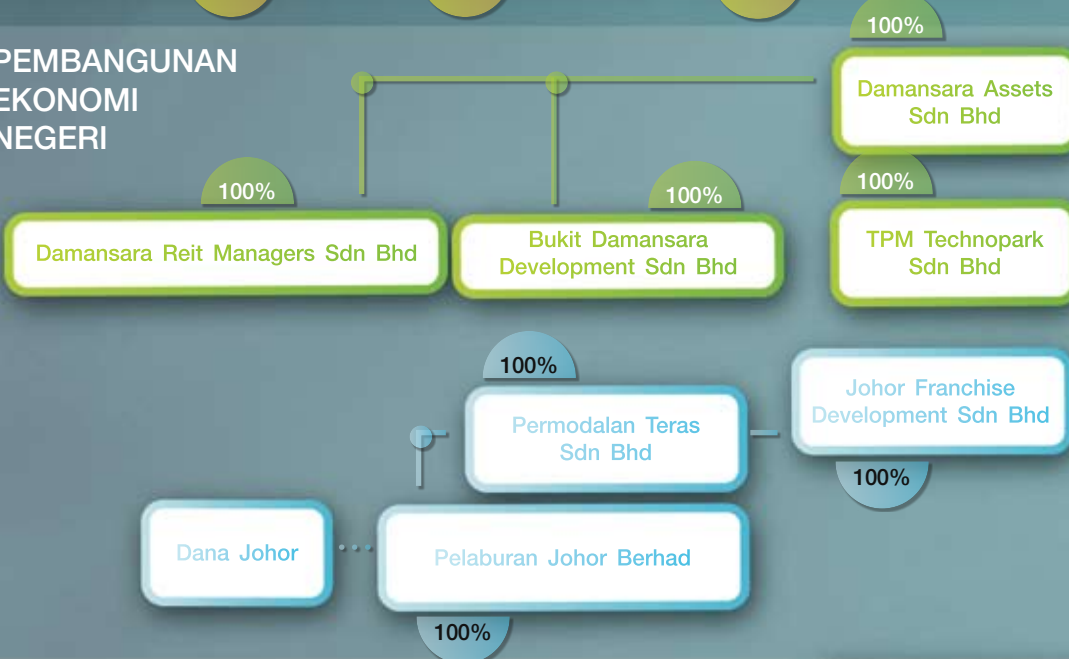 100%
PEMBANGUNAN
EKONOMI
NEGERI
Damansara Assets
Sdn Bhd
100%
100%
100%
Damansara Reit Managers Sdn Bhd
Bukit Damansara
Development Sdn Bhd
TPM Technopark
Sdn Bhd
100%
Permodalan Teras
Sdn Bhd
Johor Franchise
Development Sdn Bhd
100%
Dana Johor
Pelaburan Johor Berhad
100%